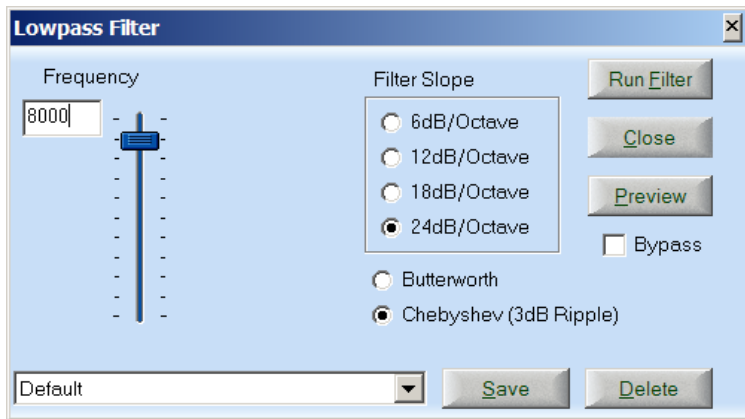 Lowpass Filter
Frequency
8000
Filter Slope
6dB/Octave
12dB/Octave
18dB/Octave
24dB/Octave
Butterworth
Chebyshev (3dB Ripple)
Run Filter
Close
Preview
Bypass
Default
Save
Delete